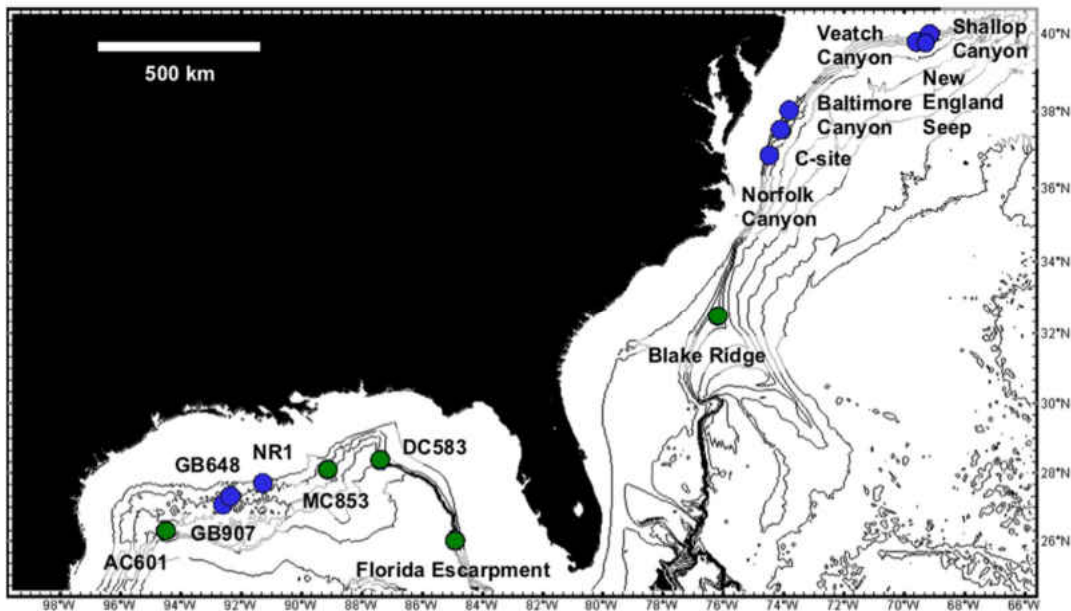 500 km
Veatch
Canyon
Shallop
Canyon
New
England
Seep
Baltimore
Canyon
C-site
Norfolk
Canyon
Blake Ridge
DC583
NR1
GB648
MC853
GB907
AC601
Florida Escarpment
40°N
38°N
36°N
34°N
32°N
30°N
28°N
26°N
98°W 96°W 94°W 92°W 90°W 88°W 86°W 84°W 82°W 80°W 78°W 76°W 74°W 72°W 70°W 68°W 66°W